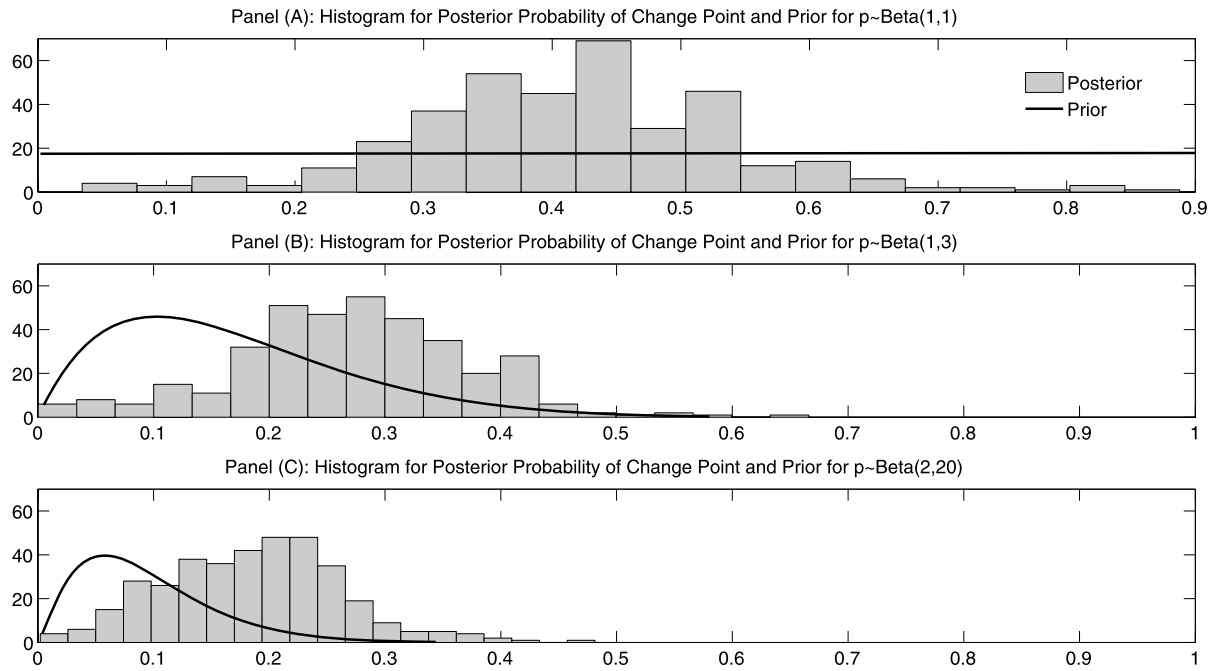 Panel (A): Histogram for Posterior Probability of Change Point and Prior for p~Beta(1,1)
60
40
20
0
Posterior
Prior
0 0.1 0.2 0.3 0.4 0.5 0.6 0.7 0.8 0.9
Panel (B): Histogram for Posterior Probability of Change Point and Prior for p~Beta(1,3)
60
40
20
0
0 0.1 0.2 0.3 0.4 0.5 0.6 0.7 0.8 0.9 1
Panel (C): Histogram for Posterior Probability of Change Point and Prior for p~Beta(2,20)
60
40
20
0
0 0.1 0.2 0.3 0.4 0.5 0.6 0.7 0.8 0.9 1